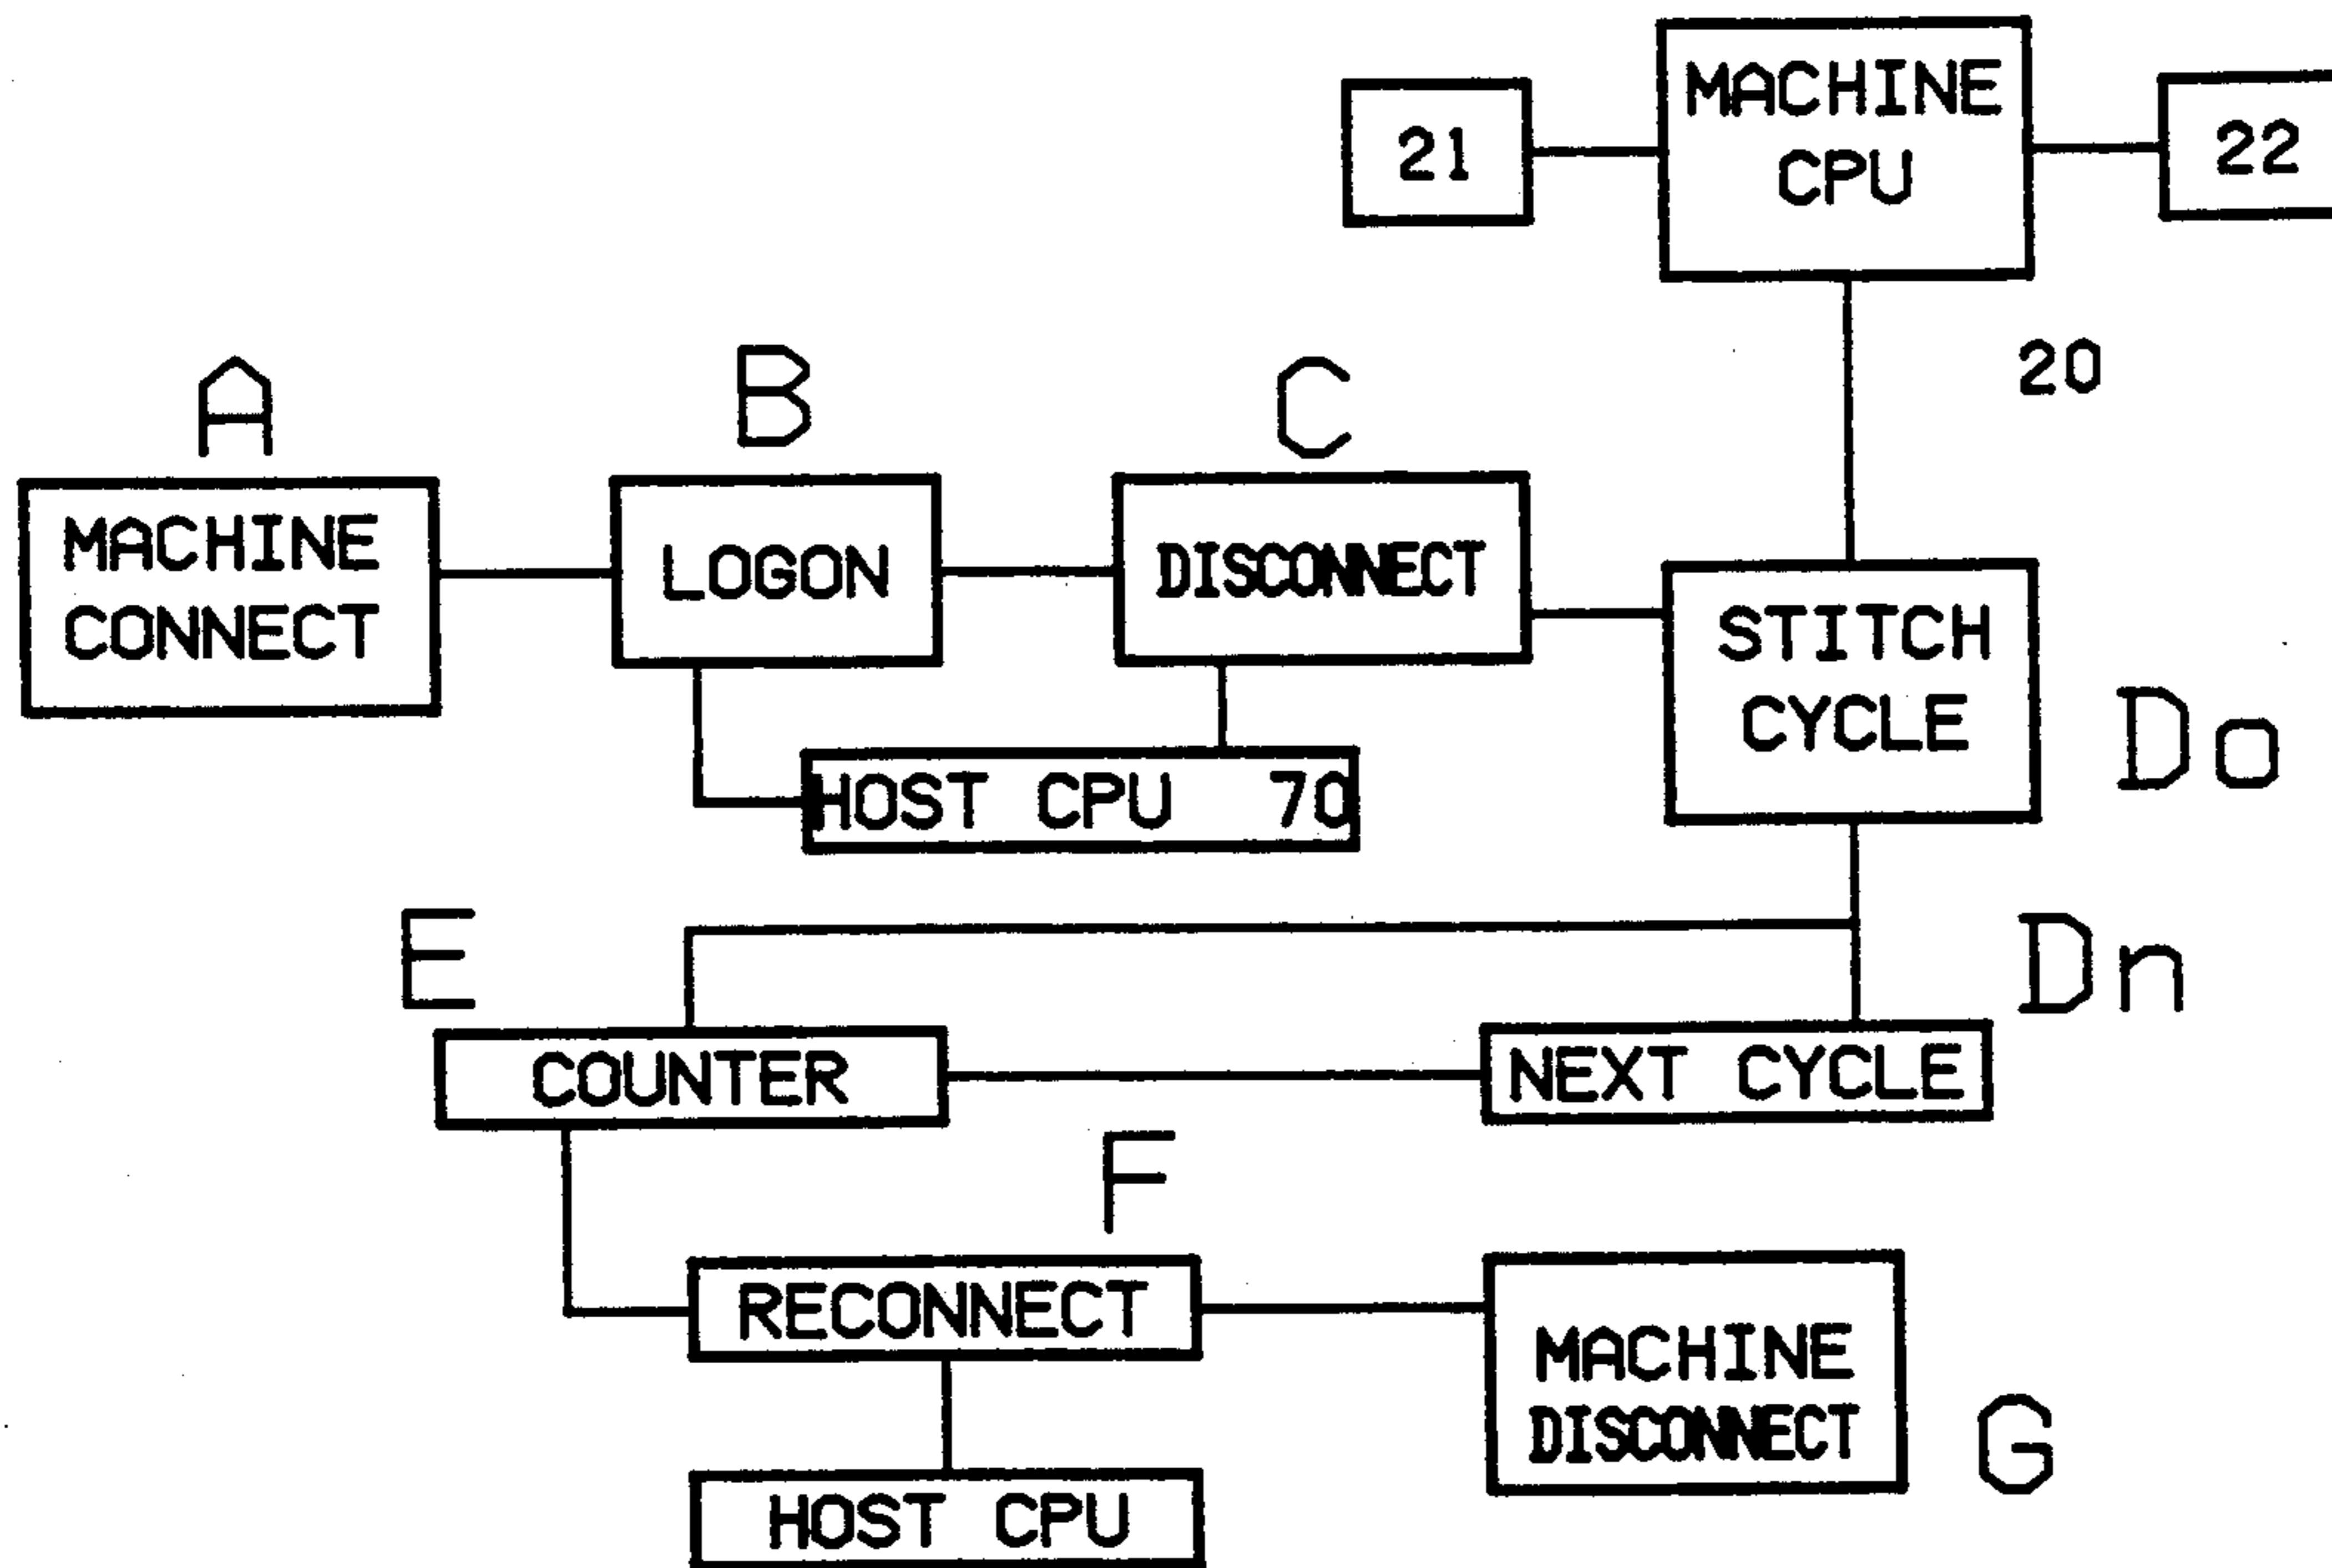 MACHINE
CPU
21
22
20
A
B
C
MACHINE
CONNECT
LOGON
DISCONNECT
STITCH
CYCLE
Do
HOST CPU 70
E
Dn
COUNTER
NEXT CYCLE
F
RECONNECT
MACHINE
DISCONNECT
G
HOST CPU